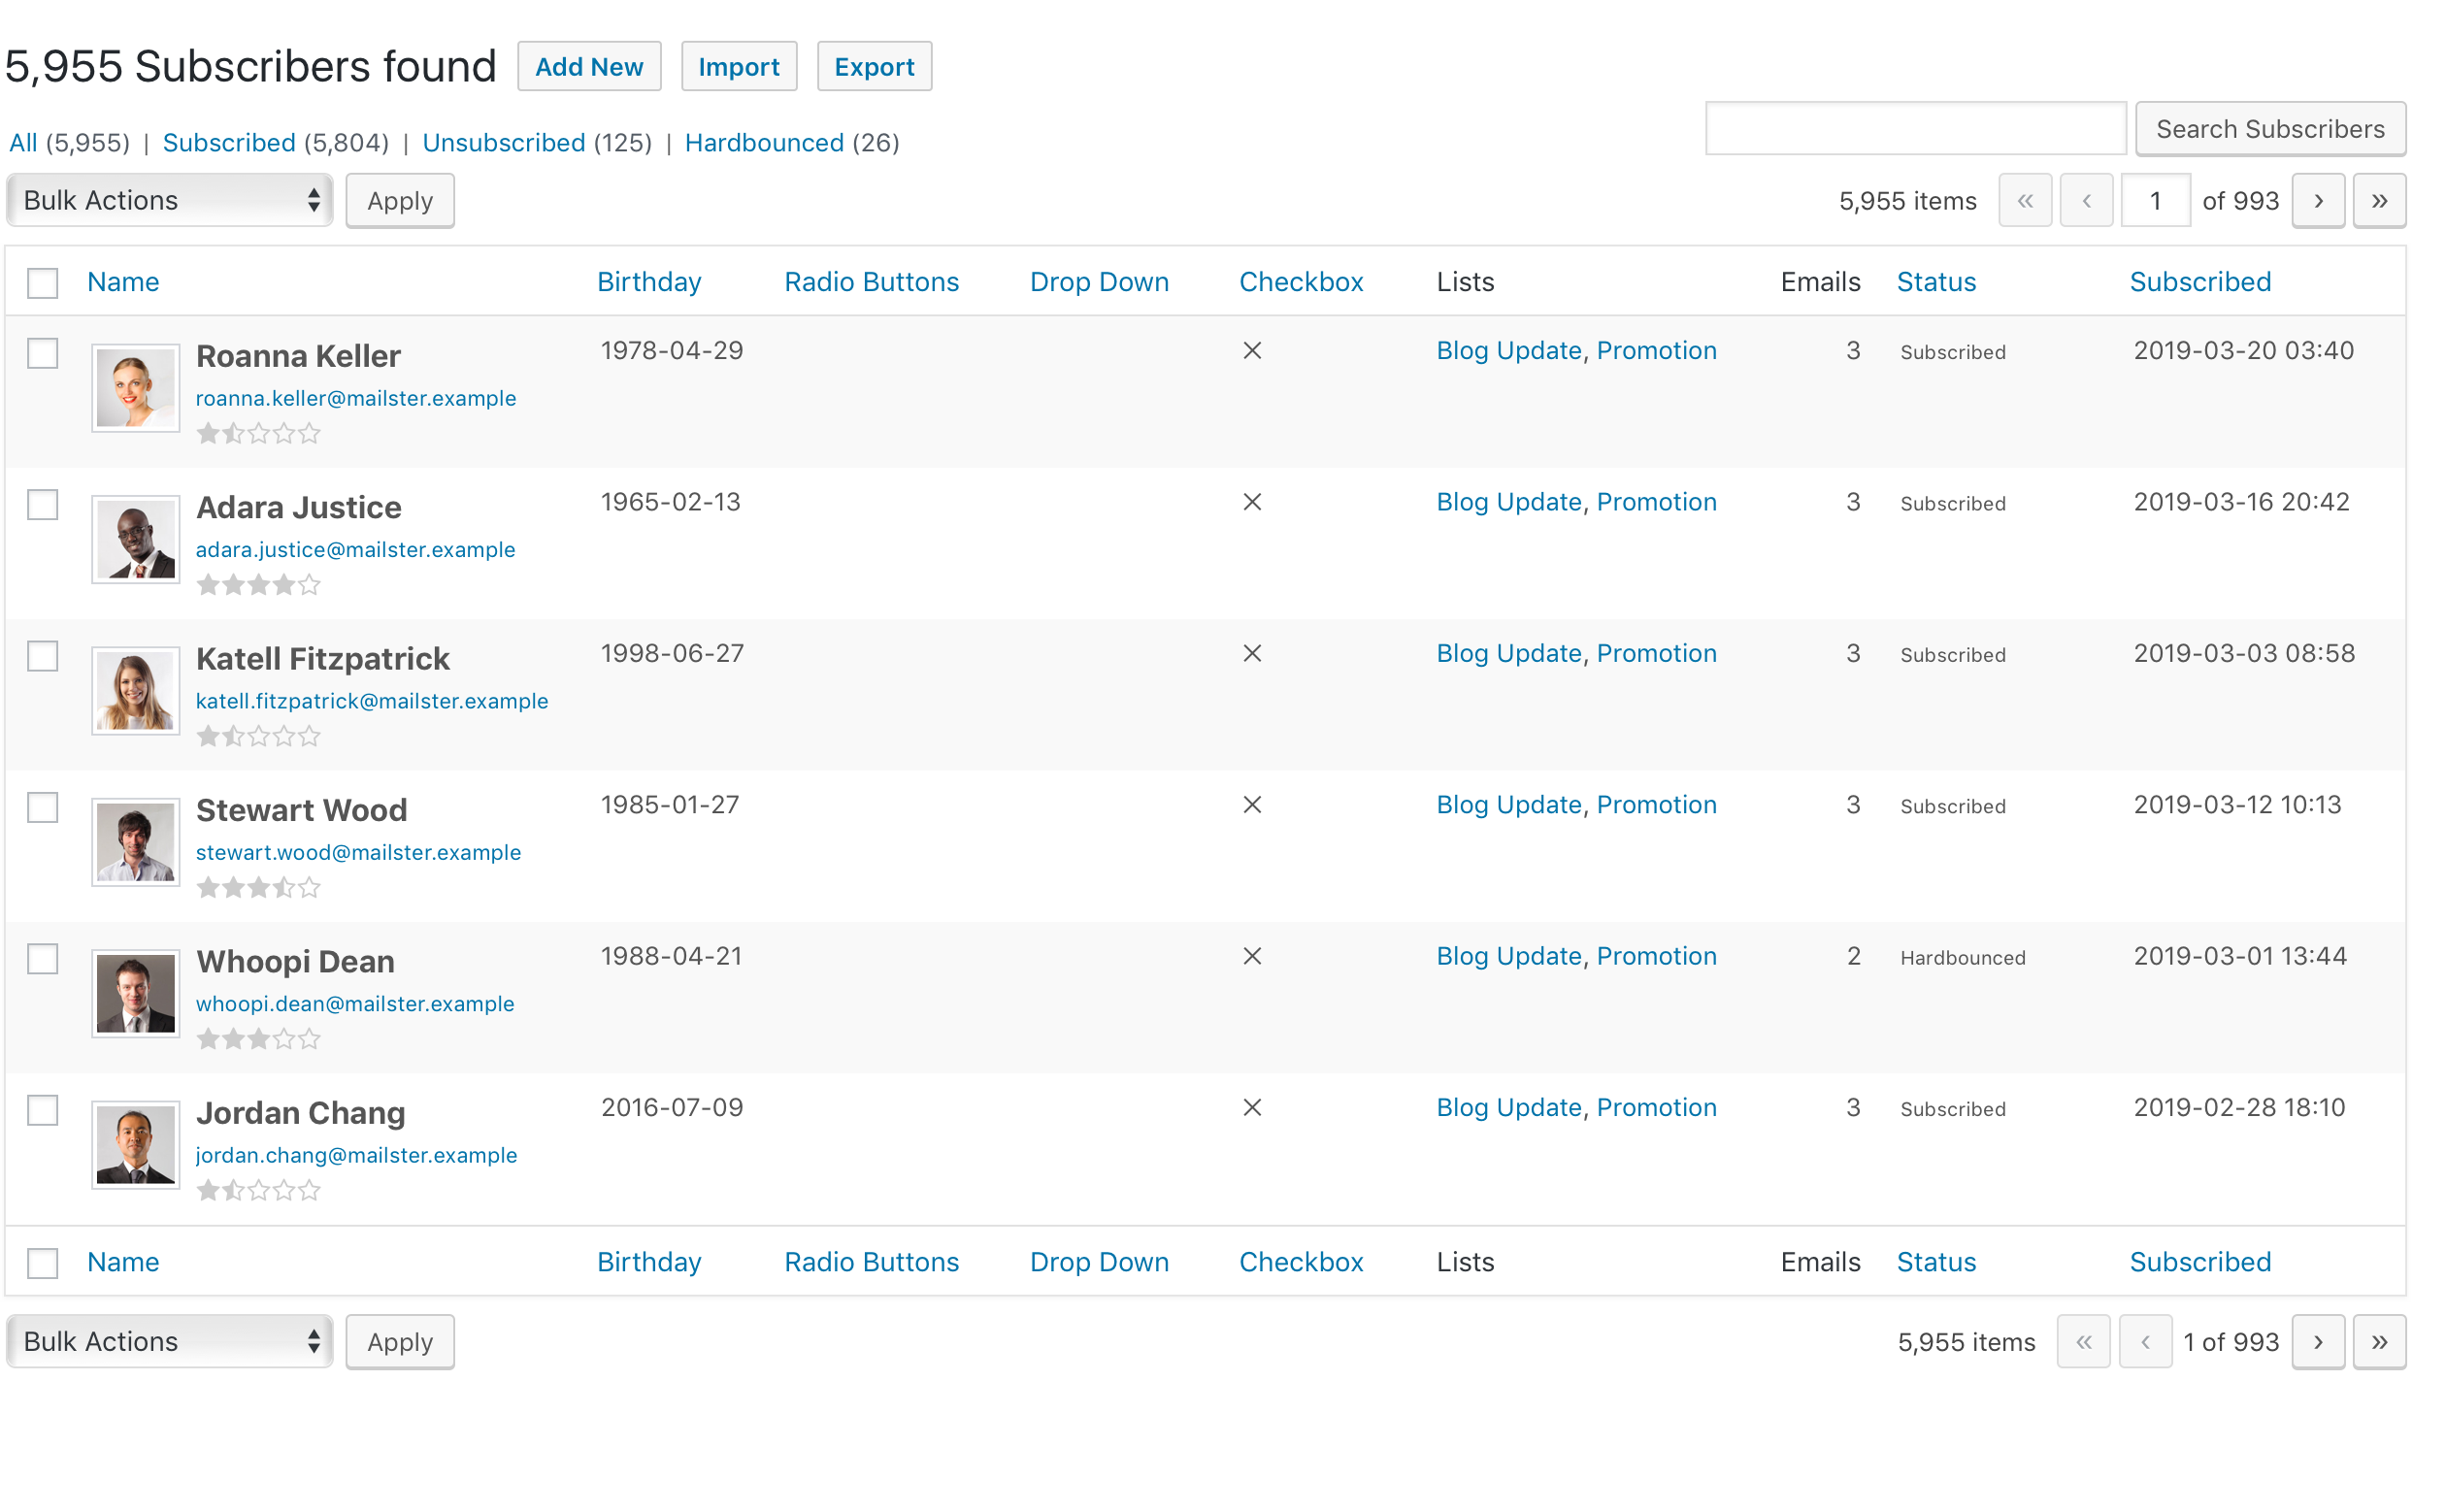 5,955 Subscribers found Add New Import Export
All (5,955) | Subscribed (5,804) | Unsubscribed (125) | Hardbounced (26) Search Subscribers
Bulk Actions Apply 5,955 items « ‹ 1 of 993 › »
Name Birthday Radio Buttons Drop Down Checkbox Lists Emails Status Subscribed
Roanna Keller 1978-04-29 × Blog Update, Promotion 3 Subscribed 2019-03-20 03:40
roanna.keller@mailster.example
Adara Justice 1965-02-13 × Blog Update, Promotion 3 Subscribed 2019-03-16 20:42
adara.justice@mailster.example
Katell Fitzpatrick 1998-06-27 × Blog Update, Promotion 3 Subscribed 2019-03-03 08:58
katell.fitzpatrick@mailster.example
Stewart Wood 1985-01-27 × Blog Update, Promotion 3 Subscribed 2019-03-12 10:13
stewart.wood@mailster.example
Whoopi Dean 1988-04-21 × Blog Update, Promotion 2 Hardbounced 2019-03-01 13:44
whoopi.dean@mailster.example
Jordan Chang 2016-07-09 × Blog Update, Promotion 3 Subscribed 2019-02-28 18:10
jordan.chang@mailster.example
Name Birthday Radio Buttons Drop Down Checkbox Lists Emails Status Subscribed
Bulk Actions Apply 5,955 items « ‹ 1 of 993 › »